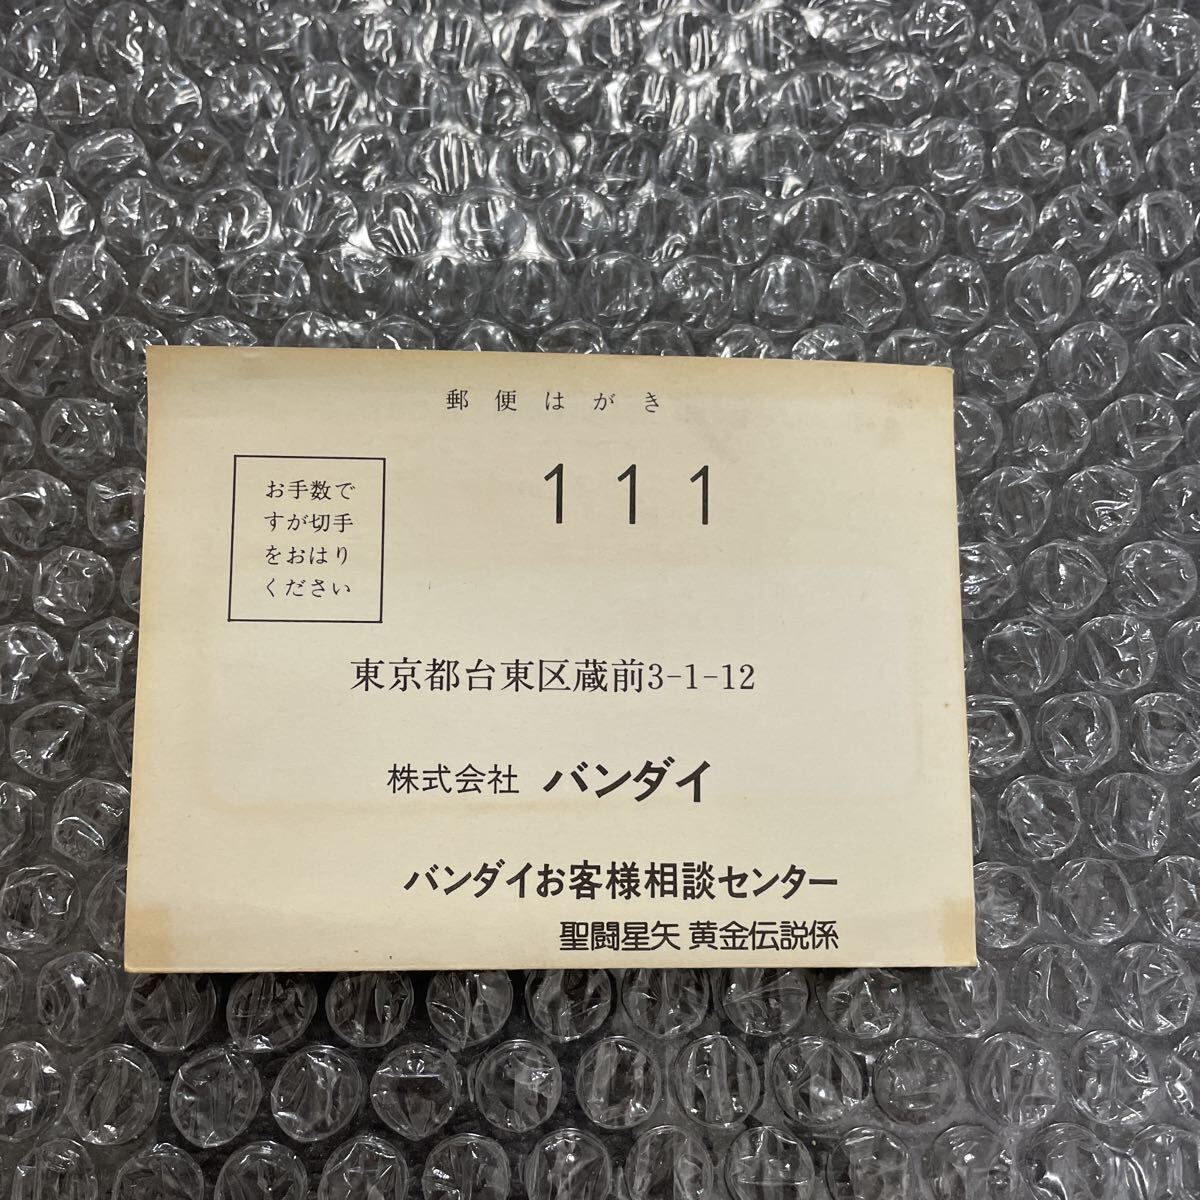 郵便はがき
お手数で
すが切手
をおはり
ください
111
東京都台東区蔵前3-1-12
株式会社 バンダイ
バンダイお客様相談センター
聖闘星矢 黄金伝説係